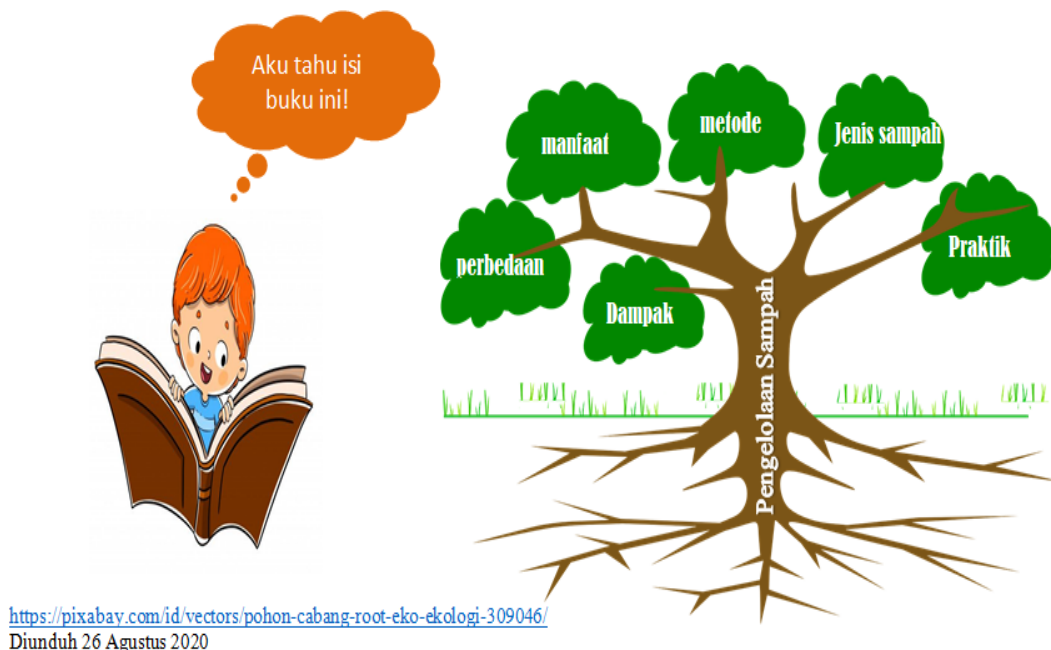 Aku tahu isi
buku ini!
manfaat
metode
Jenis sampah
perbedaan
Dampak
Praktik
Pengelolaan Sampah
https://pixabay.com/id/vectors/pohon-cabang-root-eko-ekologi-309046/
Diunduh 26 Agustus 2020